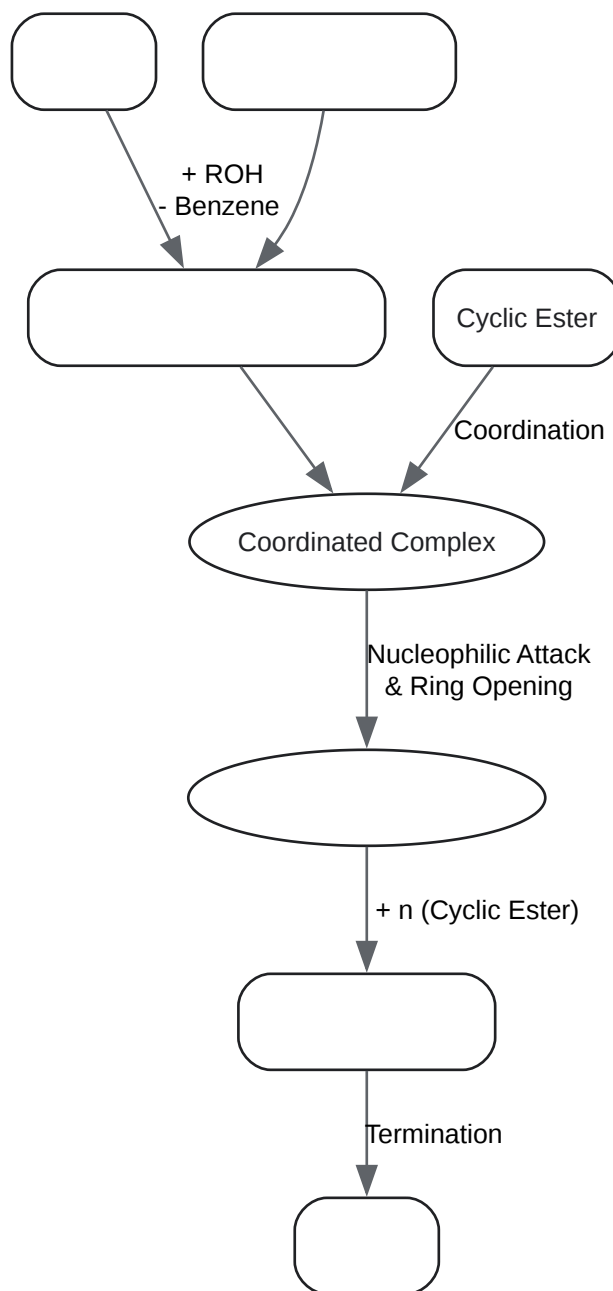 + ROH
- Benzene
Cyclic Ester
Coordination
Coordinated Complex
Nucleophilic Attack
& Ring Opening
+ n (Cyclic Ester)
Termination